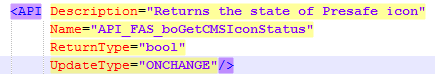 <API Description="Returns the state of Presafe icon"
Name="API_FAS_boGetCMSIconStatus"
ReturnType="bool"
UpdateType="ONCHANGE"/>